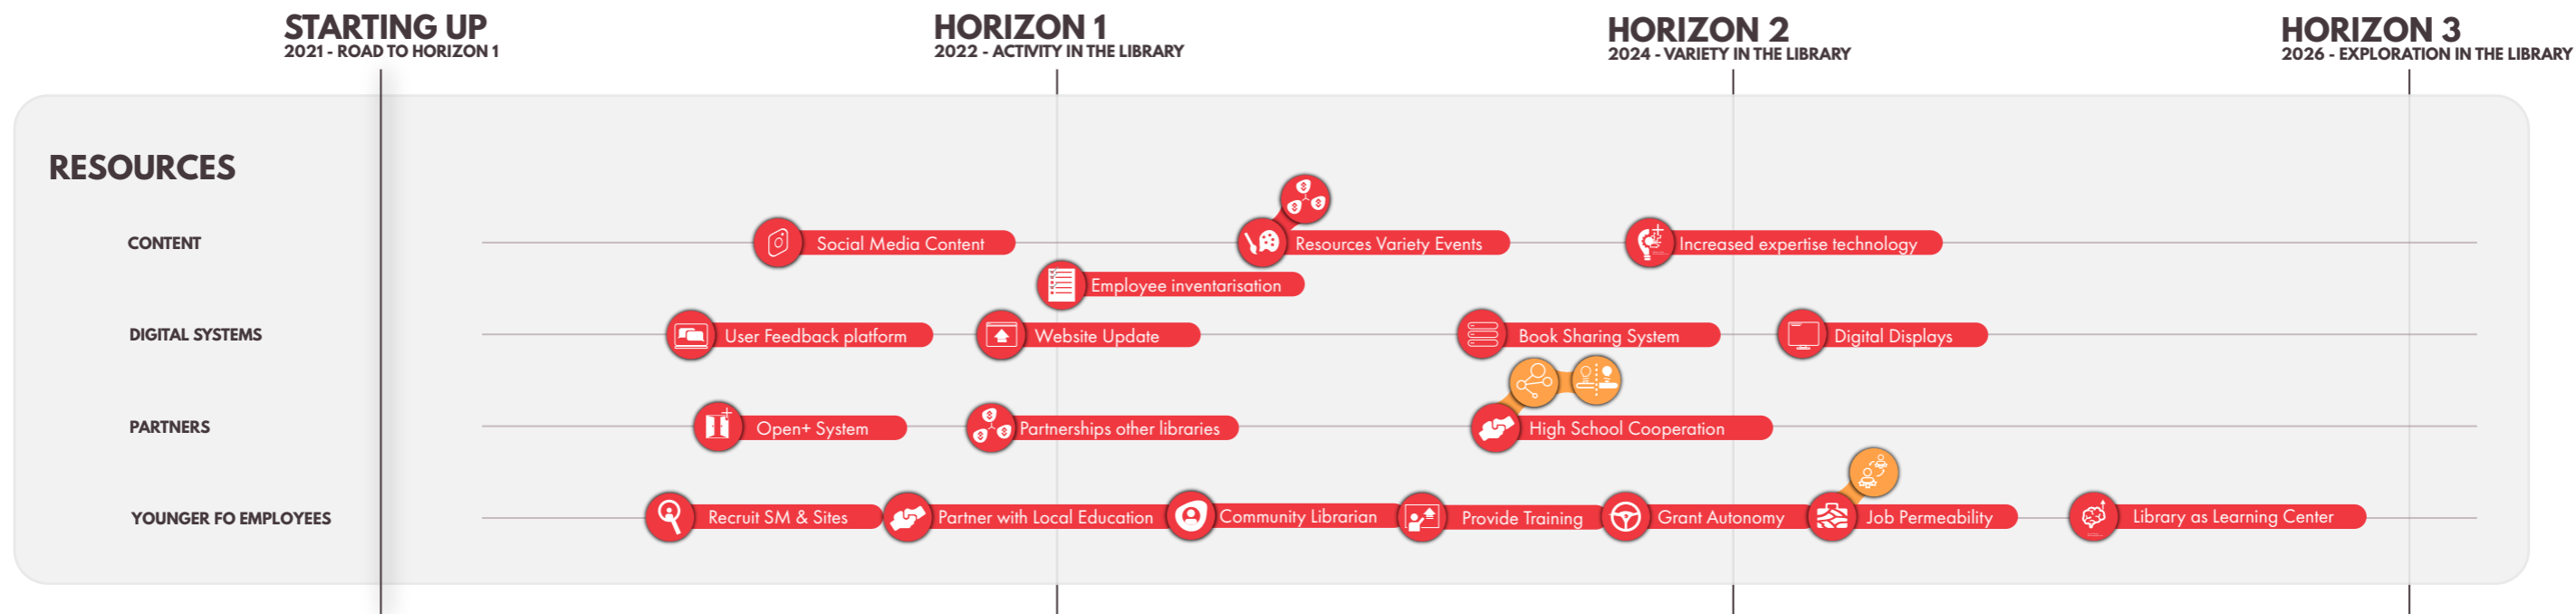 STARTING UP
2021 - ROAD TO HORIZON 1
HORIZON 1
2022 - ACTIVITY IN THE LIBRARY
HORIZON 2
2024 - VARIETY IN THE LIBRARY
HORIZON 3
2026 - EXPLORATION IN THE LIBRARY
RESOURCES
CONTENT
Social Media Content
Resources Variety Events
Increased expertise technology
Employee inventarisation
DIGITAL SYSTEMS
User Feedback platform
Website Update
Book Sharing System
Digital Displays
PARTNERS
Open+ System
Partnerships other libraries
High School Cooperation
YOUNGER FO EMPLOYEES
Recruit SM & Sites
Partner with Local Education
Community Librarian
Provide Training
Grant Autonomy
Job Permeability
Library as Learning Center